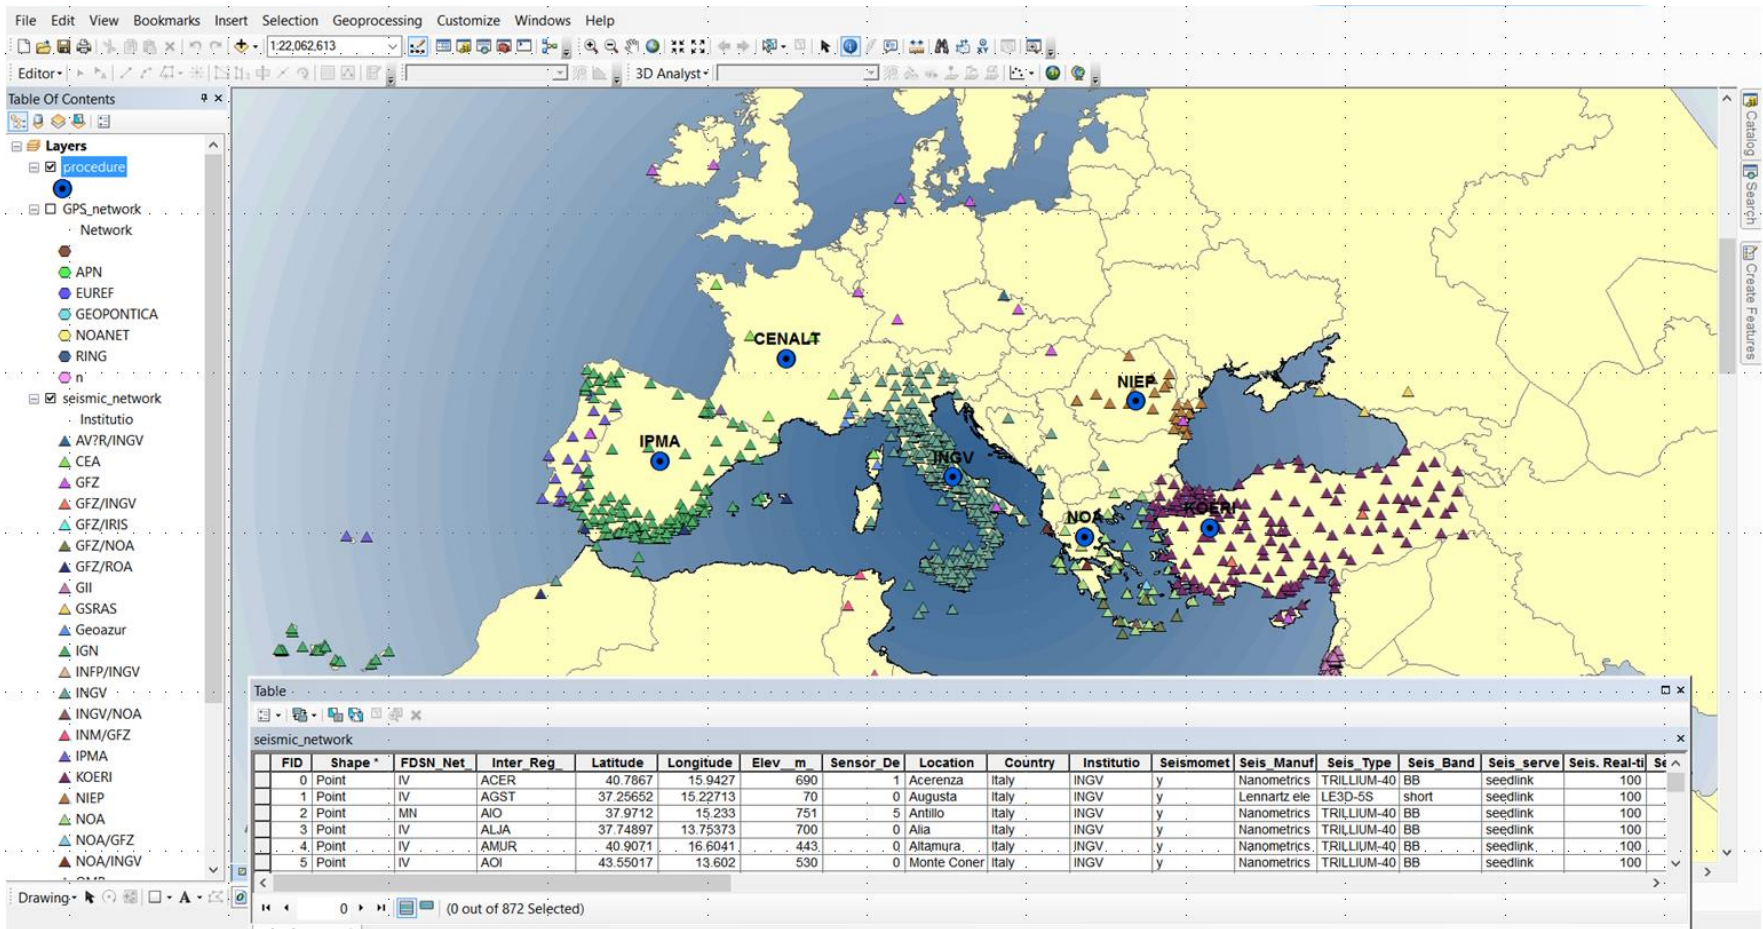 File Edit View Bookmarks Insert Selection Geoprocessing Customize Windows Help
1:22,062,613
Editor
3D Analyst
Table Of Contents
Layers
procedure
GPS_network
Network
APN
EUREF
GEOPONTICA
NOANET
RING
n
seismic_network
Institutio
AV?R/INGV
CEA
GFZ
GFZ/INGV
GFZ/IRIS
GFZ/NOA
GFZ/ROA
GII
GSRAS
Geoazur
IGN
INFP/INGV
INGV
INGV/NOA
INM/GFZ
IPMA
KOERI
NIEP
NOA
NOA/GFZ
NOA/INGV
Drawing
A
CENALT
NIEP
IPMA
INGV
NOA
KOERI
Catalog
Search
Create Features
Table
seismic_network
FID Shape * FDSN_Net_ Inter_Reg_ Latitude Longitude Elev__m_ Sensor_De Location Country Institutio Seismomet Seis_Manuf Seis_Type Seis_Band Seis_serve Seis. Real-ti Se
0 Point IV ACER 40.7867 15.9427 690 1 Acerenza Italy INGV y Nanometrics TRILLIUM-40 BB seedlink 100
1 Point IV AGST 37.25652 15.22713 70 0 Augusta Italy INGV y Lennartz ele LE3D-5S short seedlink 100
2 Point MN AIO 37.9712 15.233 751 5 Antillo Italy INGV y Nanometrics TRILLIUM-40 BB seedlink 100
3 Point IV ALJA 37.74897 13.75373 700 0 Alia Italy INGV y Nanometrics TRILLIUM-40 BB seedlink 100
4 Point IV AMUR 40.9071 16.6041 443 0 Altamura Italy INGV y Nanometrics TRILLIUM-40 BB seedlink 100
5 Point IV AOI 43.55017 13.602 530 0 Monte Coner Italy INGV y Nanometrics TRILLIUM-40 BB seedlink 100
0 (0 out of 872 Selected)